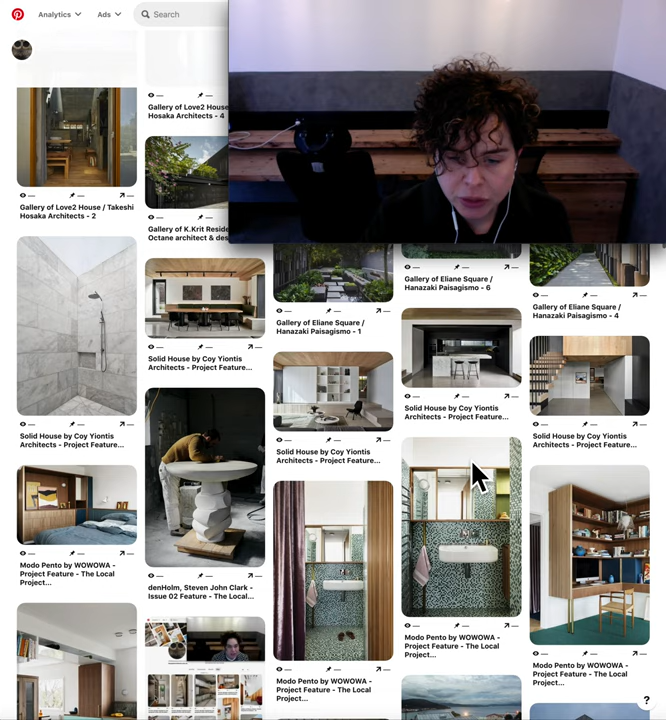 Analytics
Ads
Search
Gallery of Love2 House / Takeshi
Hosaka Architects - 2
Solid House by Coy Yiontis
Architects - Project Feature...
Modo Pento by WOWOWA -
Project Feature - The Local
Project...
Gallery of Love2 House
Hosaka Architects - 4
Gallery of K.Krit Reside
Octane architect & des
Solid House by Coy Yiontis
Architects - Project Feature...
denHolm, Steven John Clark -
Issue 02 Feature - The Local...
Gallery of Eliane Square /
Hanazaki Paisagismo - 1
Solid House by Coy Yiontis
Architects - Project Feature...
Modo Pento by WOWOWA -
Project Feature - The Local
Project...
Gallery of Eliane Square /
Hanazaki Paisagismo - 6
Solid House by Coy Yiontis
Architects - Project Feature...
Modo Pento by WOWOWA -
Project Feature - The Local
Project...
Gallery of Eliane Square /
Hanazaki Paisagismo - 4
Solid House by Coy Yiontis
Architects - Project Feature...
Modo Pento by WOWOWA -
Project Feature - The Local
Project...
?